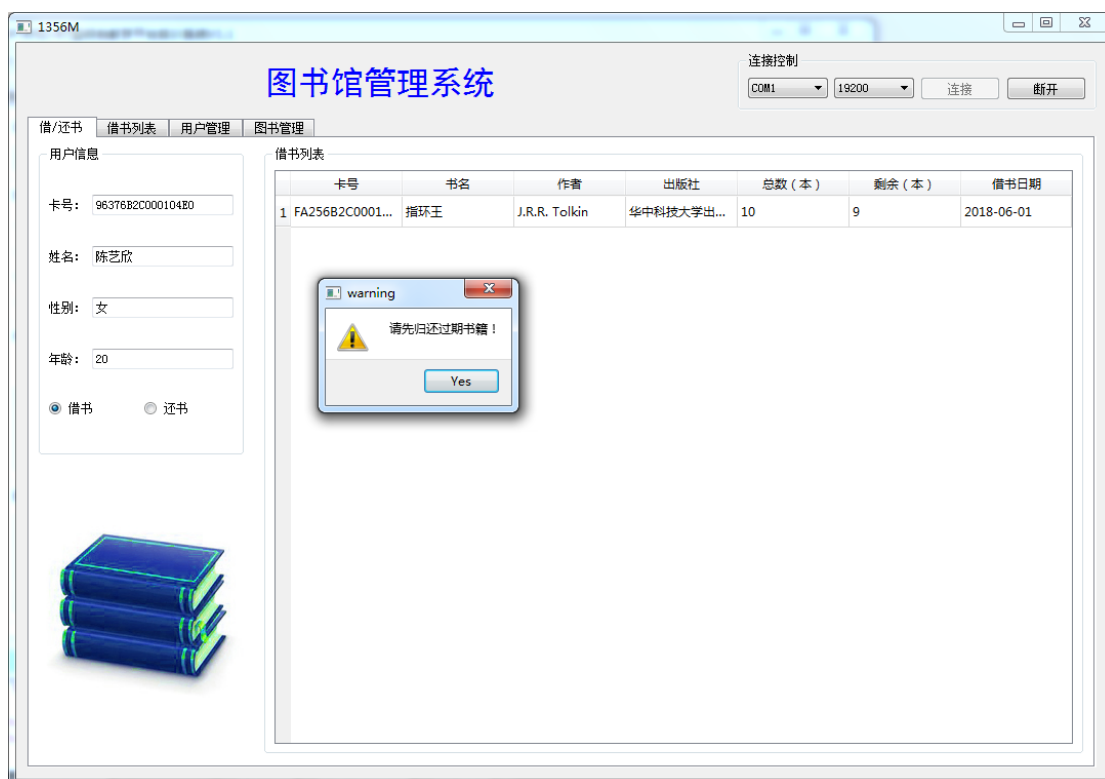 1356M
图书馆管理系统
连接控制
COM1 19200 连接 断开
借/还书 借书列表 用户管理 图书管理
用户信息
卡号： 96376B2C000104E0
姓名： 陈艺欣
性别： 女
年龄： 20
借书 还书
借书列表
卡号 书名 作者 出版社 总数（本） 剩余（本） 借书日期
1 FA256B2C0001... 指环王 J.R.R. Tolkin 华中科技大学出... 10 9 2018-06-01
warning
请先归还过期书籍！
Yes